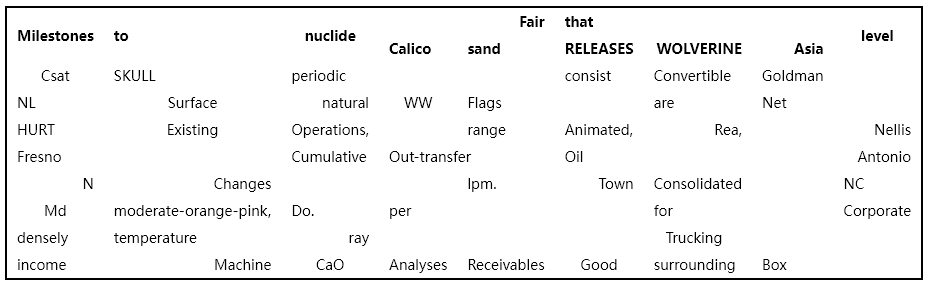 Fair that
Milestones to nuclide level
Calico sand RELEASES WOLVERINE Asia
Csat SKULL periodic consist Convertible Goldman
NL Surface natural WW Flags are Net
HURT Existing Operations, range Animated, Rea, Nellis
Fresno Cumulative Out-transfer Oil Antonio
N Changes Ipm. Town Consolidated NC
Md moderate-orange-pink, Do. per for Corporate
densely temperature ray Trucking
income Machine CaO Analyses Receivables Good surrounding Box